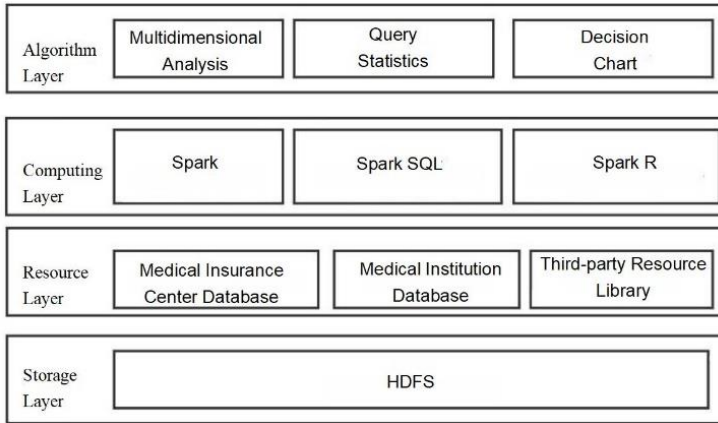 Algorithm
Layer
Multidimensional
Analysis
Query
Statistics
Decision
Chart
Computing
Layer
Spark
Spark SQL
Spark R
Resource
Layer
Medical Insurance
Center Database
Medical Institution
Database
Third-party Resource
Library
Storage
Layer
HDFS